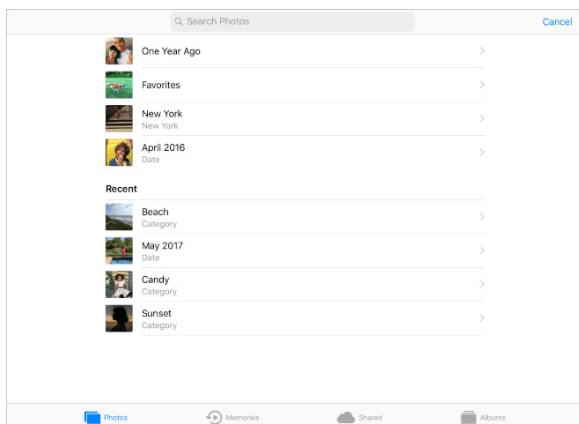 Search Photos
Cancel
One Year Ago
Favorites
New York
New York
April 2016
Date
Recent
Beach
Category
May 2017
Date
Candy
Category
Sunset
Category
Photos
Memories
Shared
Albums